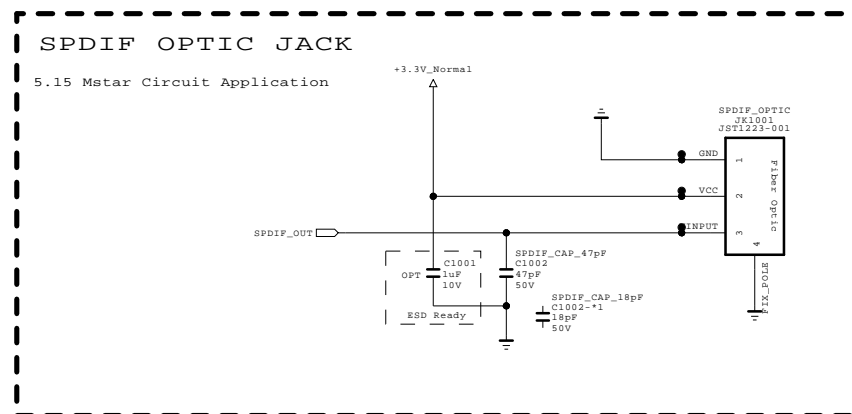 SPDIF OPTIC JACK
5.15 Mstar Circuit Application
+3.3V_Normal
SPDIF_OPTIC
JK1001
JST1223-001
GND
1
VCC
2
INPUT
3
4
Fiber Optic
FIX_POLE
SPDIF_OUT
OPT
C1001
1uF
10V
ESD Ready
SPDIF_CAP_47pF
C1002
47pF
50V
SPDIF_CAP_18pF
C1002-*1
18pF
50V